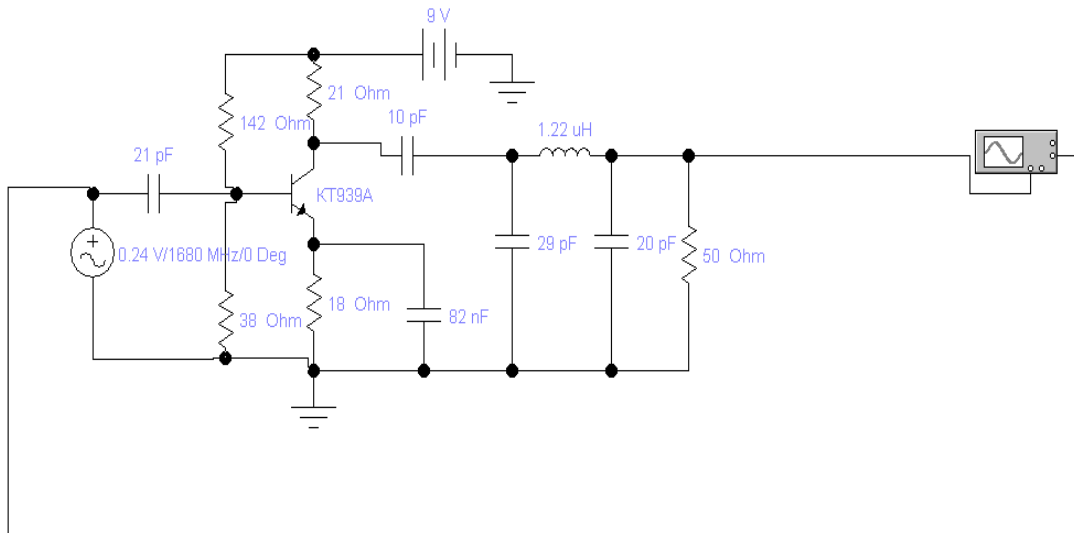 9 V
21 Ohm
10 pF
142 Ohm
1.22 uH
21 pF
KT939A
0.24 V/1680 MHz/0 Deg
29 pF
20 pF
50 Ohm
18 Ohm
38 Ohm
82 nF